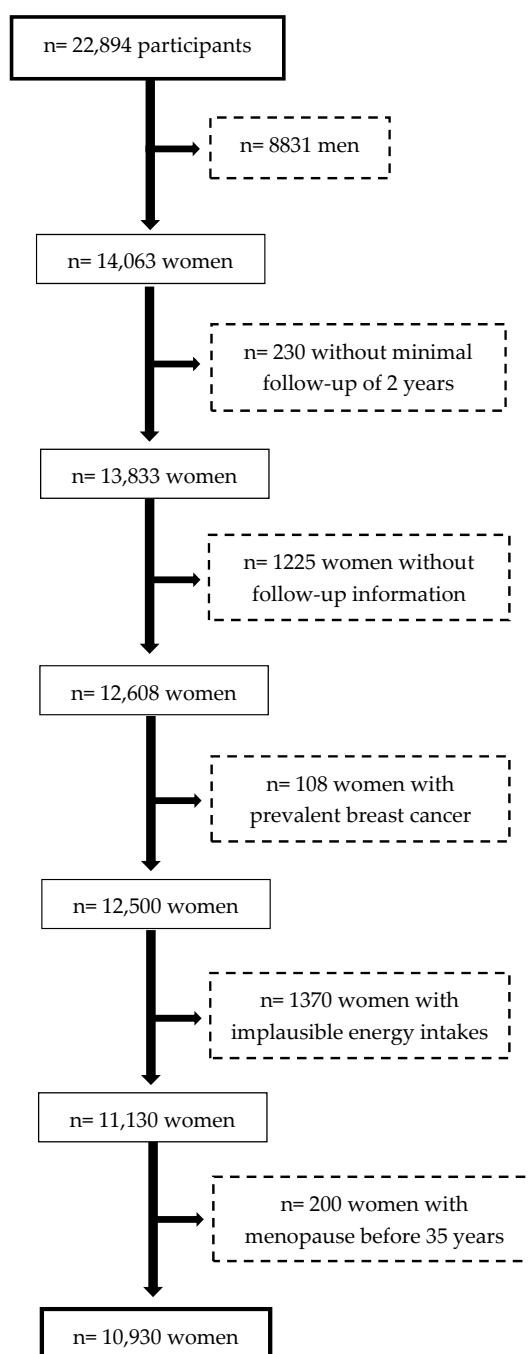 n= 22,894 participants
n= 8831 men
n= 14,063 women
n= 230 without minimal
follow-up of 2 years
n= 13,833 women
n= 1225 women without
follow-up information
n= 12,608 women
n= 108 women with
prevalent breast cancer
n= 12,500 women
n= 1370 women with
implausible energy intakes
n= 11,130 women
n= 200 women with
menopause before 35 years
n= 10,930 women